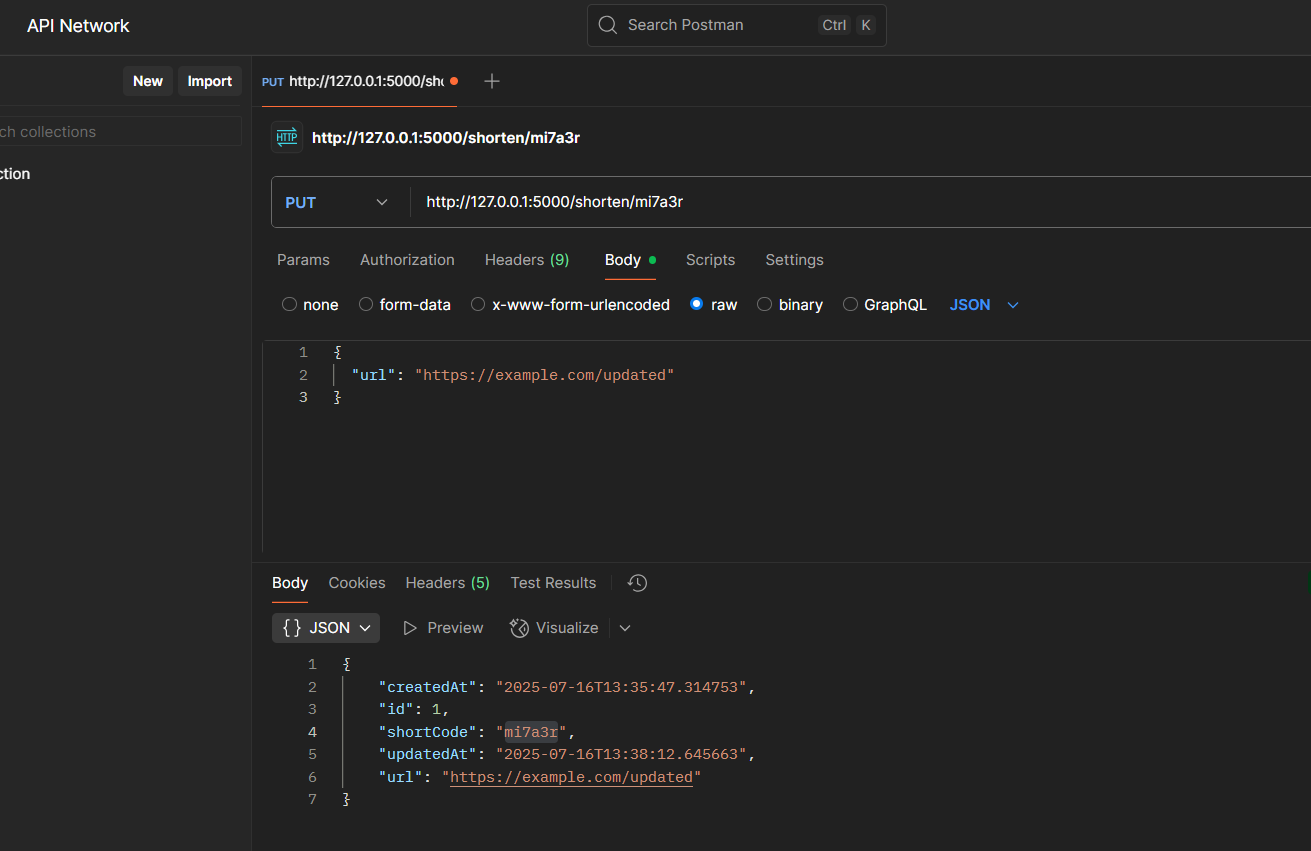 API Network
Search Postman Ctrl K
New Import
PUT http://127.0.0.1:5000/sho
ch collections
HTTP http://127.0.0.1:5000/shorten/mi7a3r
ction
PUT http://127.0.0.1:5000/shorten/mi7a3r
Params Authorization Headers (9) Body Scripts Settings
none form-data x-www-form-urlencoded raw binary GraphQL JSON
1 {
2 "url": "https://example.com/updated"
3 }
Body Cookies Headers (5) Test Results
{} JSON Preview Visualize
1 {
2 "createdAt": "2025-07-16T13:35:47.314753",
3 "id": 1,
4 "shortCode": "mi7a3r",
5 "updatedAt": "2025-07-16T13:38:12.645663",
6 "url": "https://example.com/updated"
7 }